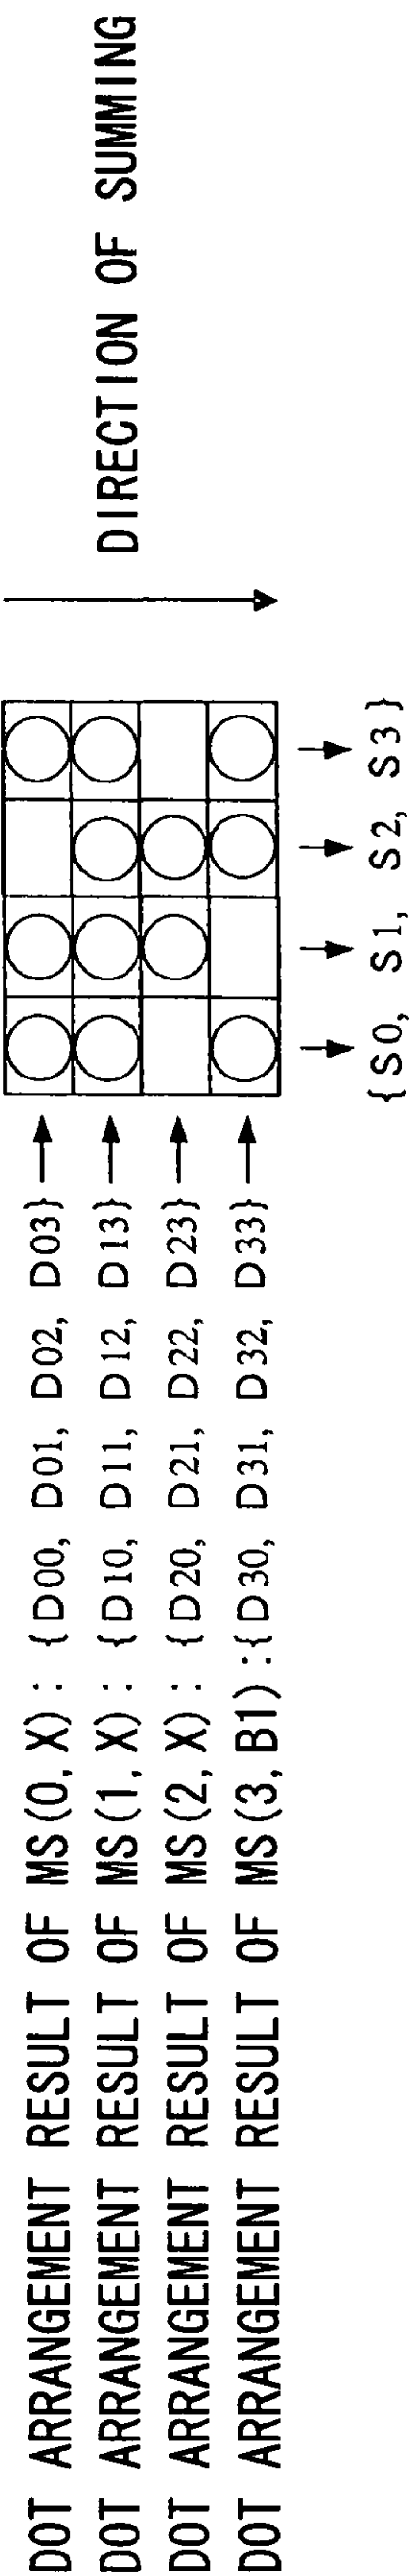 DOT ARRANGEMENT RESULT OF MS(0, X): {D00, D01, D02, D03}
DOT ARRANGEMENT RESULT OF MS(1, X): {D10, D11, D12, D13}
DOT ARRANGEMENT RESULT OF MS(2, X): {D20, D21, D22, D23}
DOT ARRANGEMENT RESULT OF MS(3, B1):{D30, D31, D32, D33}
{S0, S1, S2, S3}
DIRECTION OF SUMMING